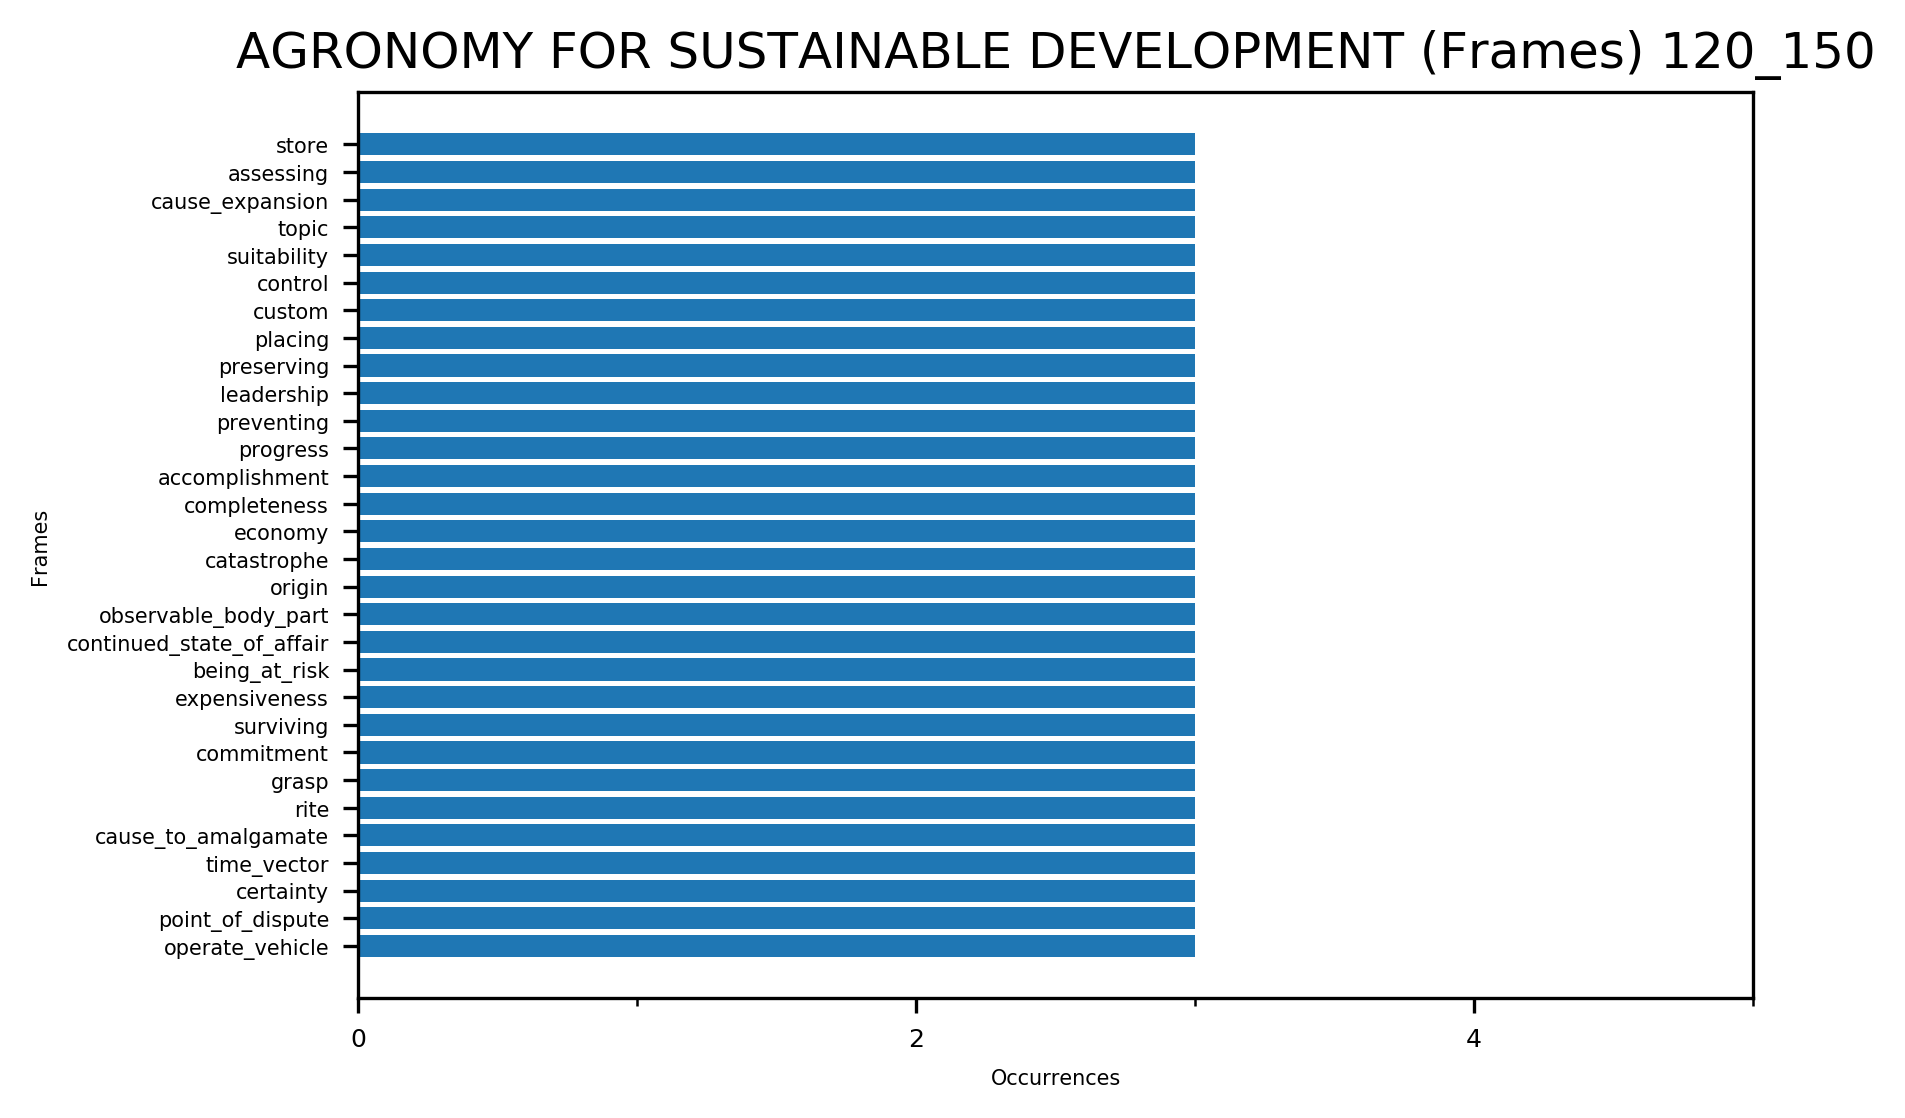 AGRONOMY FOR SUSTAINABLE DEVELOPMENT (Frames) 120_150
store
assessing
cause_expansion
topic
suitability
control
custom
placing
preserving
leadership
preventing
progress
accomplishment
completeness
economy
catastrophe
origin
observable_body_part
continued_state_of_affair
being_at_risk
expensiveness
surviving
commitment
grasp
rite
cause_to_amalgamate
time_vector
certainty
point_of_dispute
operate_vehicle
Frames
0 2 4
Occurrences